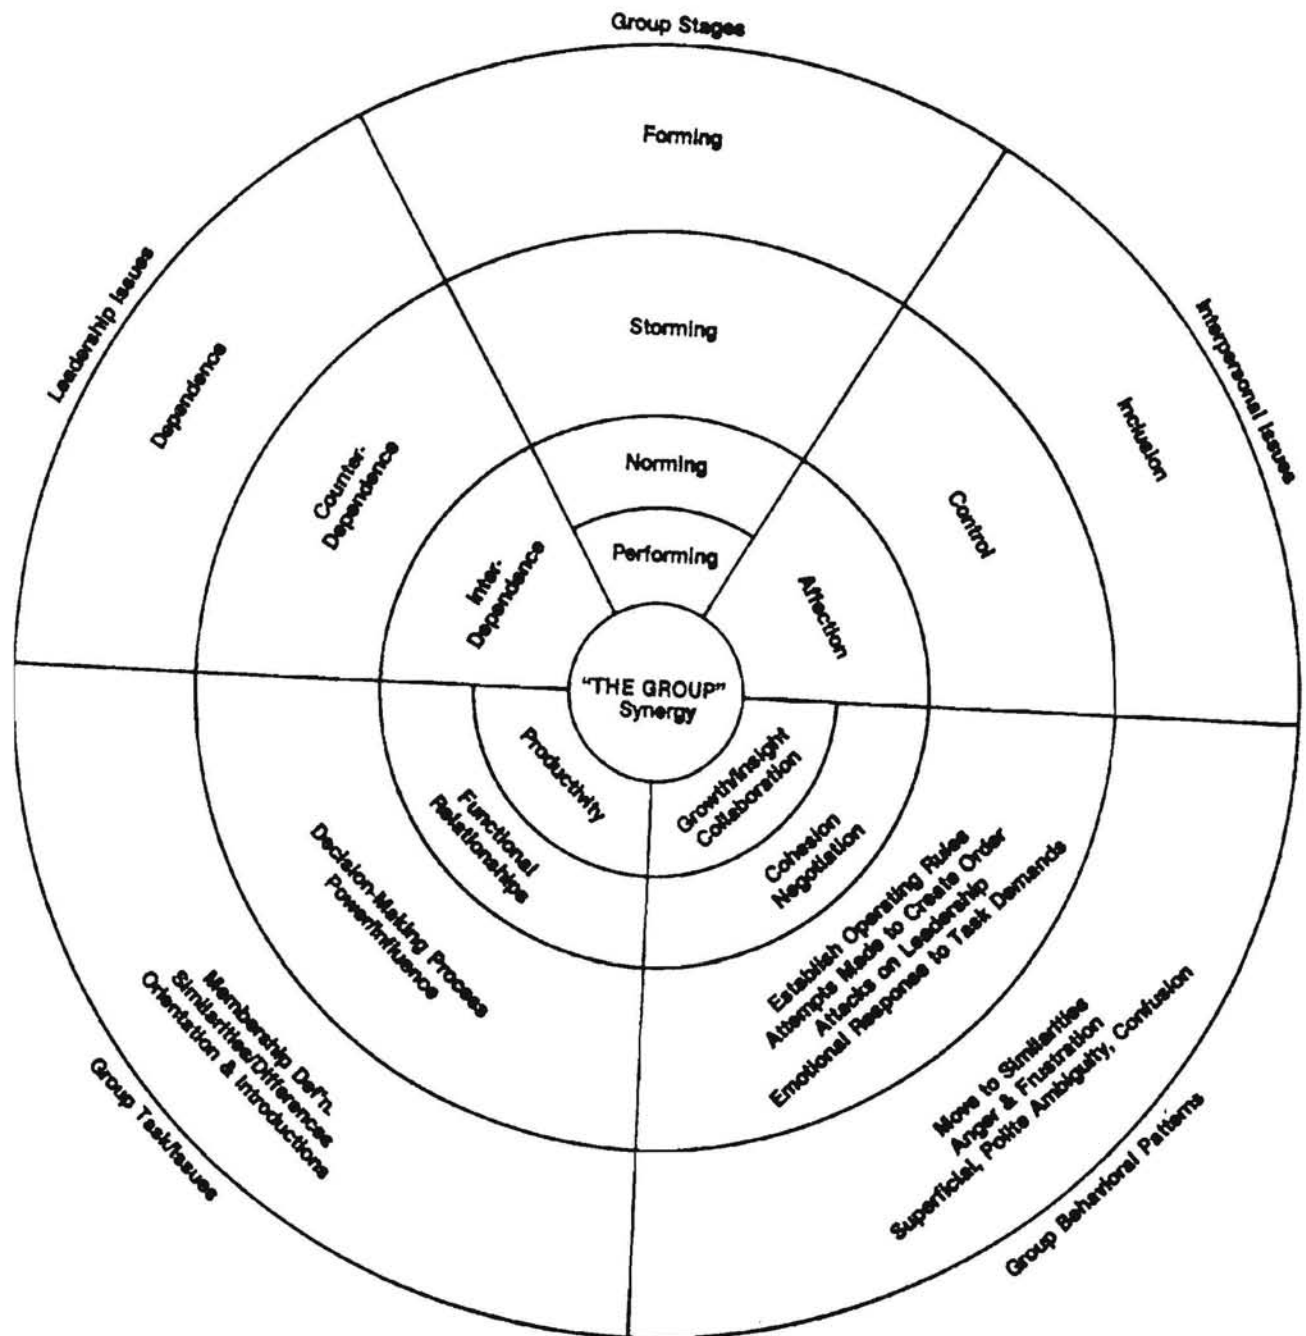 Group Stages
Forming
Storming
Norming
Performing
Leadership Issues
Dependence
Counter-
Dependence
Inter-
Dependence
Interpersonal Issues
Inclusion
Control
Affection
"THE GROUP"
Synergy
Productivity
Functional
Relationships
Decision-Making Process
Power/Influence
Membership Def'n.
Similarities/Differences
Orientation & Introductions
Group Task/Issues
Growth/Insight
Collaboration
Cohesion
Negotiation
Establish Operating Rules
Attempts Made to Create Order
Attacks on Leadership
Emotional Response to Task Demands
Move to Similarities
Anger & Frustration
Superficial, Polite Ambiguity, Confusion
Group Behavioral Patterns